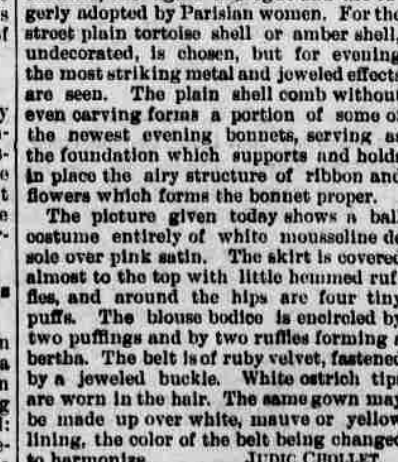 gerly adopted by Parisian women. For the
street plain tortoise shell or amber shell,
undecorated, is chosen, but for evening
the most striking metal and jeweled effects
are seen. The plain shell comb without
even carving forms a portion of some of
the newest evening bonnets, serving as
the foundation which supports and holds
in place the airy structure of ribbon and
flowers which forms the bonnet proper.
The picture given today shows a ball
costume entirely of white mousseline de
soie over pink satin. The skirt is covered
almost to the top with little hemmed ruf
fles, and around the hips are four tiny
puffs. The blouse bodice is encircled by
two puffings and by two ruffles forming a
bertha. The belt is of ruby velvet, fastened
by a jeweled buckle. White ostrich tips
are worn in the hair. The same gown may
be made up over white, mauve or yellow
lining, the color of the belt being changed
to harmonize. JUDIC CHOLLET